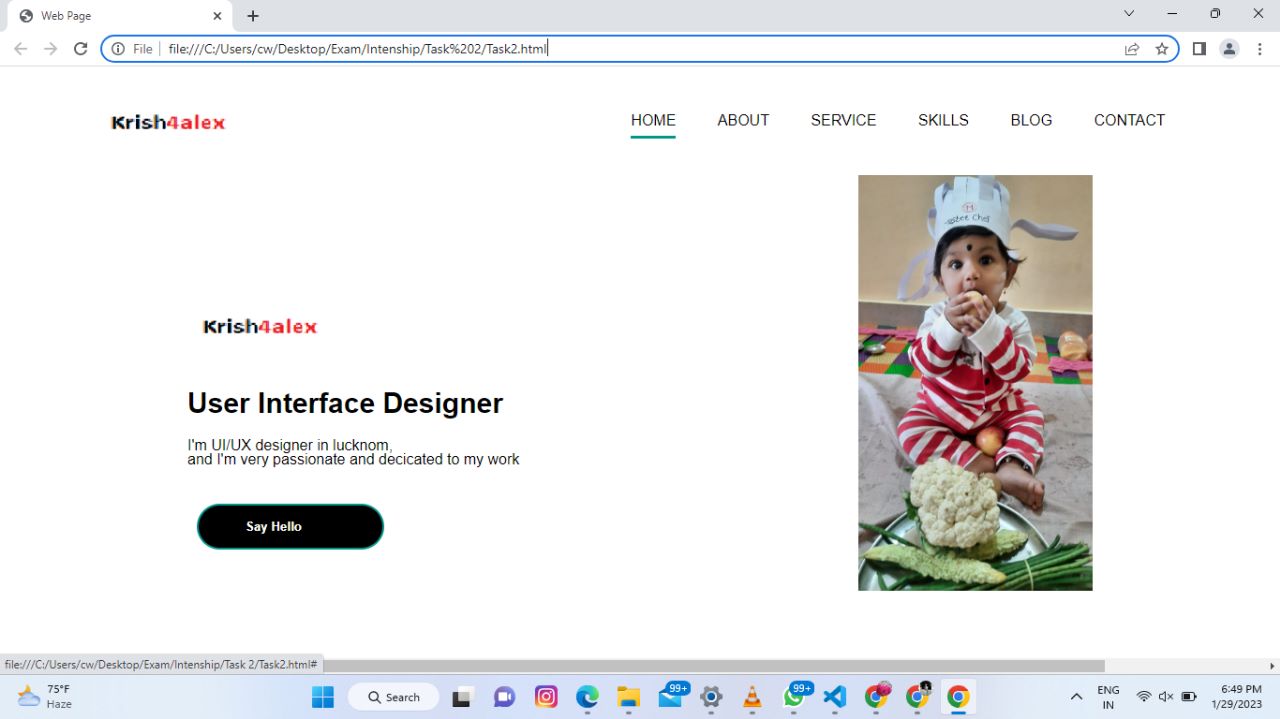 Web Page
File
file:///C:/Users/cw/Desktop/Exam/Intenship/Task%202/Task2.html
Krish4alex
HOME
ABOUT
SERVICE
SKILLS
BLOG
CONTACT
Chef
Krish4alex
User Interface Designer
I'm UI/UX designer in lucknom,
and I'm very passionate and decicated to my work
Say Hello
file:///C:/Users/cw/Desktop/Exam/Intenship/Task 2/Task2.html#
75°F
Haze
Search
99+
99+
ENG
IN
6:49 PM
1/29/2023